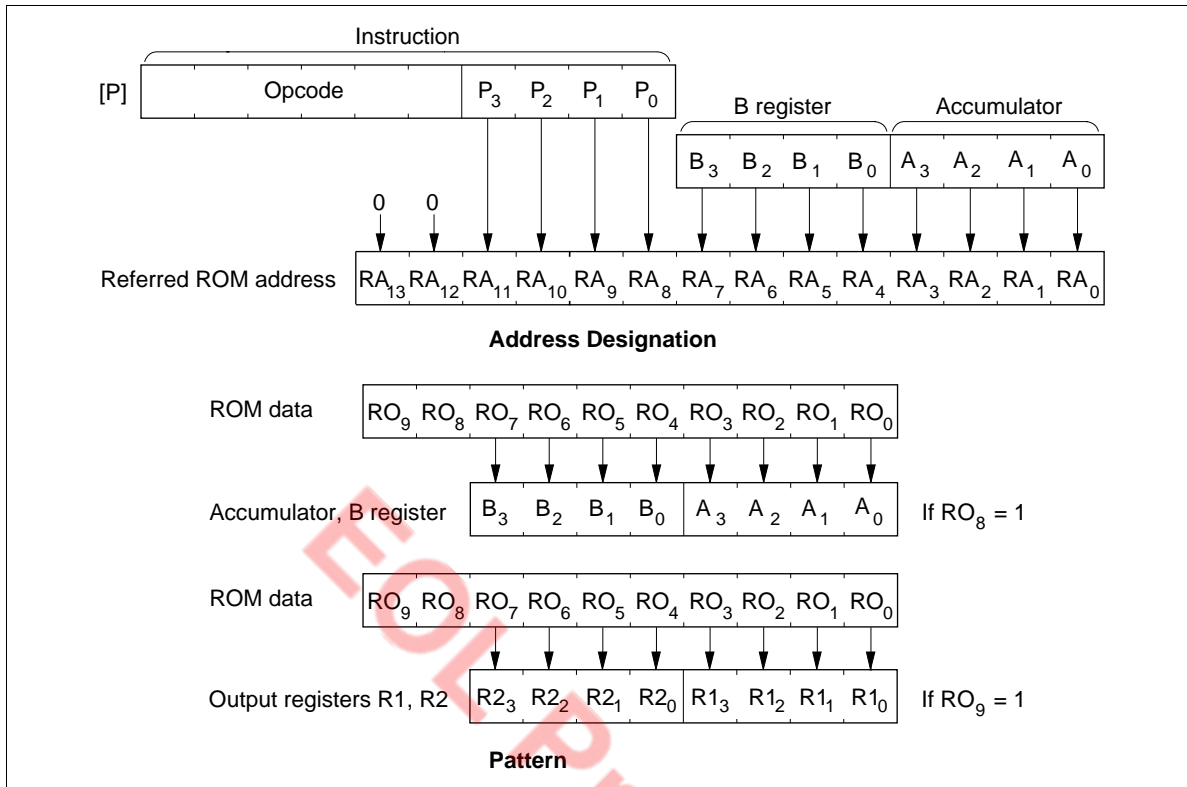 Instruction
[P] Opcode P3 P2 P1 P0
B register Accumulator
B3 B2 B1 B0 A3 A2 A1 A0
0 0
Referred ROM address RA13 RA12 RA11 RA10 RA9 RA8 RA7 RA6 RA5 RA4 RA3 RA2 RA1 RA0
Address Designation
ROM data RO9 RO8 RO7 RO6 RO5 RO4 RO3 RO2 RO1 RO0
Accumulator, B register B3 B2 B1 B0 A3 A2 A1 A0 If RO8 = 1
ROM data RO9 RO8 RO7 RO6 RO5 RO4 RO3 RO2 RO1 RO0
Output registers R1, R2 R23 R22 R21 R20 R13 R12 R11 R10 If RO9 = 1
Pattern
EOL Pr